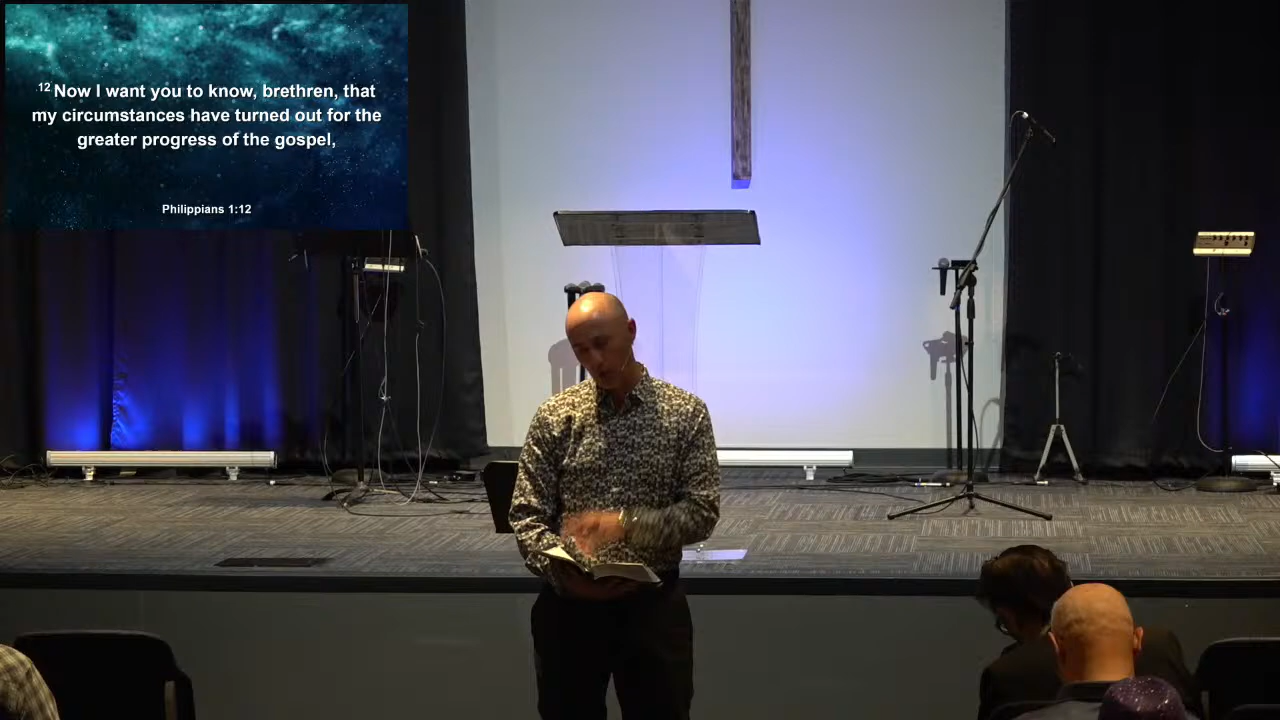 12 Now I want you to know, brethren, that
my circumstances have turned out for the
greater progress of the gospel,
Philippians 1:12